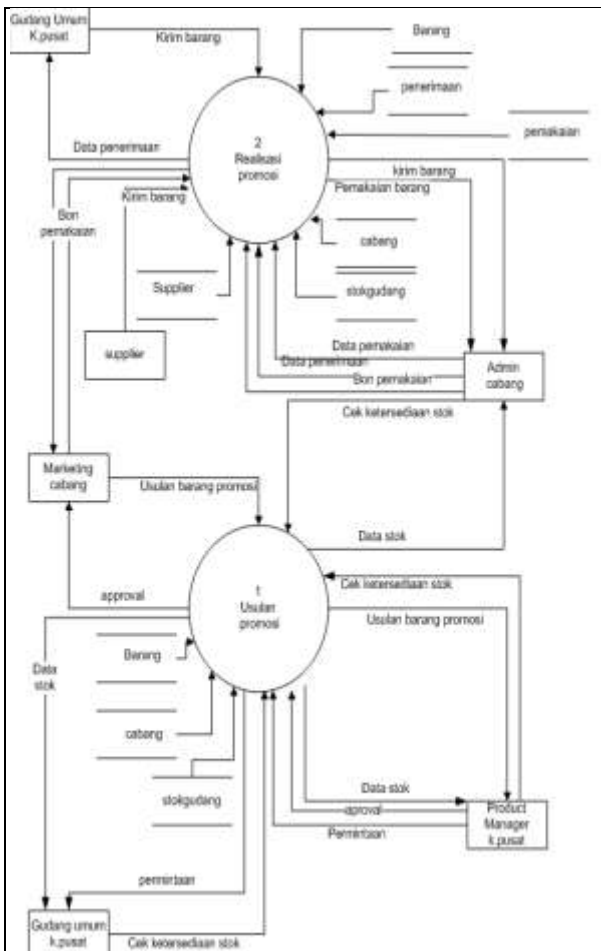 Gudang Umum
K.pusat
Kirim barang
Barang
penerimaan
pemakaian
2
Realisasi
promosi
Data penerimaan
kirim barang
Pemakaian barang
Kirim barang
Bon
pemakaian
cabang
Supplier
stokgudang
supplier
Data pemakaian
Data penerimaan
Bon pemakaian
Admin
cabang
Cek ketersediaan stok
Marketing
cabang
Usulan barang promosi
Data stok
1
Usulan
promosi
Cek ketersediaan stok
approval
Usulan barang promosi
Barang
Data
stok
cabang
stokgudang
Data stok
aproval
Permintaan
Product
Manager
k.pusat
permintaan
Gudang umum
k.pusat
Cek ketersediaan stok